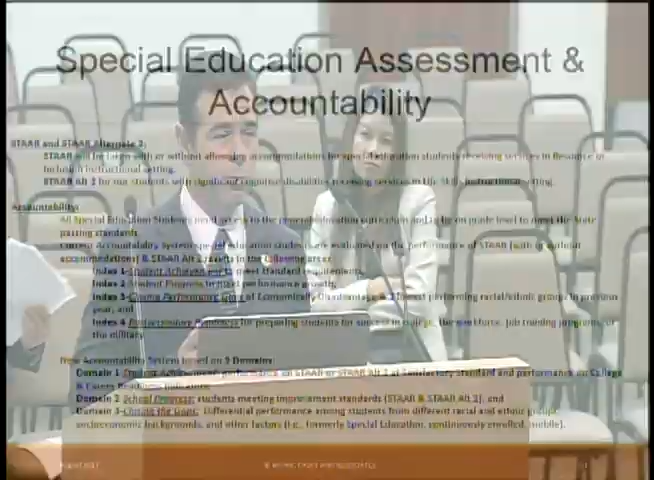 Special Education Assessment &
Accountability
STAAR and STAAR Alternate 2:
STAAR will be taken with or without allowing accommodations for special education students receiving services in Resource or
Inclusion instructional setting.
STAAR Alt 2 for our students with significant cognitive disabilities receiving services in the Skills instructional setting.
Accountability:
All Special Education Students need access to the general education curriculum and be on grade level to meet the State
passing standards.
Current Accountability System special education students are evaluated on the performance of STAAR (with or without
accommodations) & STAAR Alt 2 results in the following areas:
Index 1-Student Achievement to meet standard requirements,
Index 2-Student Progress to meet performance growth,
Index 3-Closing Performance Gaps of Economically Disadvantage & lowest performing racial/ethnic groups in previous
year, and
Index 4-Postsecondary Readiness for preparing students for success in college, the workforce, job training programs, or
the military.
New Accountability System based on 3 Domains:
Domain 1-Student Achievement: performance on STAAR or STAAR Alt 2 at satisfactory standard and performance on College
& Career Readiness Indicators
Domain 2-School Progress: students meeting improvement standards (STAAR & STAAR Alt 2), and
Domain 3-Closing the Gaps: Differential performance among students from different racial and ethnic groups,
socioeconomic backgrounds, and other factors (i.e., formerly Special Education, continuously enrolled, mobile).
August 2017